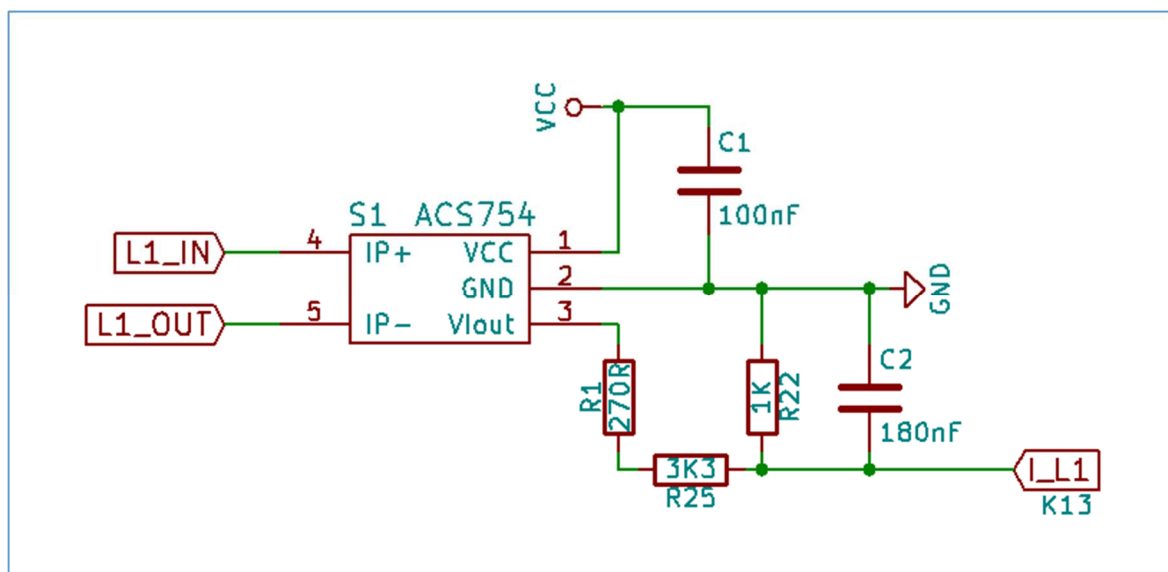 VCC
C1
100nF
S1 ACS754
L1_IN
4
IP+
VCC
1
GND
2
GND
L1_OUT
5
IP-
VIout
3
R1
270R
1K
R22
C2
180nF
3K3
R25
I_L1
K13